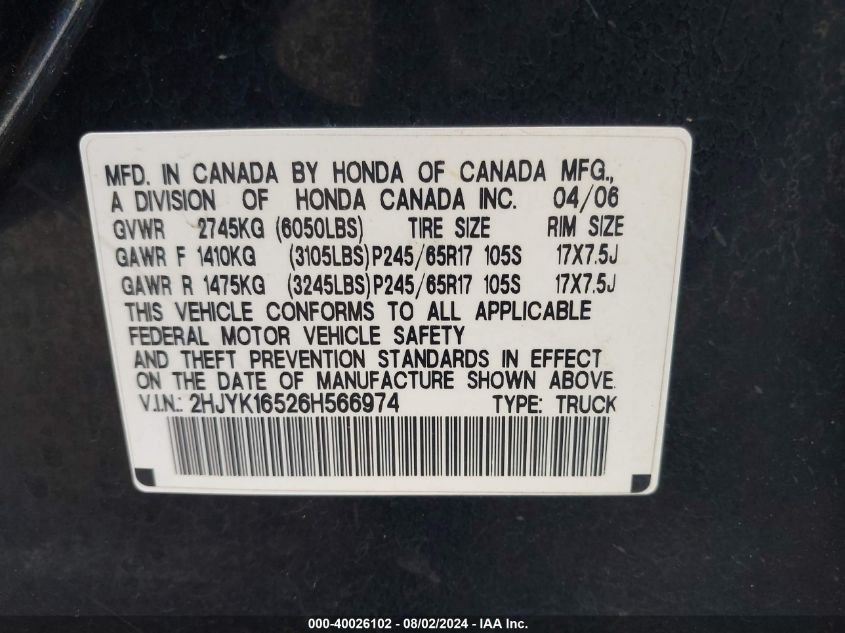 MFD. IN CANADA BY HONDA OF CANADA MFG.,
A DIVISION OF HONDA CANADA INC. 04/06
GVWR 2745KG (6050LBS) TIRE SIZE RIM SIZE
GAWR F 1410KG (3105LBS) P245/65R17 105S 17X7.5J
GAWR R 1475KG (3245LBS) P245/65R17 105S 17X7.5J
THIS VEHICLE CONFORMS TO ALL APPLICABLE
FEDERAL MOTOR VEHICLE SAFETY
AND THEFT PREVENTION STANDARDS IN EFFECT
ON THE DATE OF MANUFACTURE SHOWN ABOVE.
V.I.N.: 2HJYK16526H566974 TYPE: TRUCK
000-40026102 - 08/02/2024 - IAA Inc.